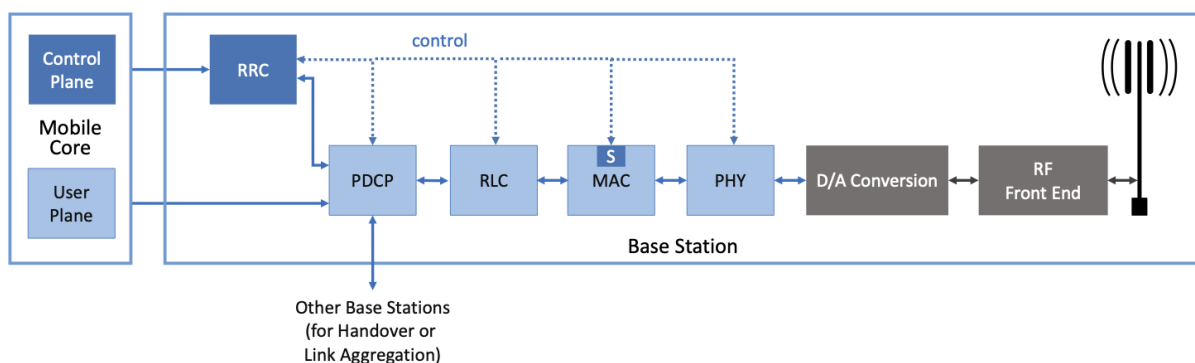 Control
Plane
Mobile
Core
User
Plane
RRC
control
PDCP
RLC
S
MAC
PHY
D/A Conversion
RF
Front End
Base Station
Other Base Stations
(for Handover or
Link Aggregation)